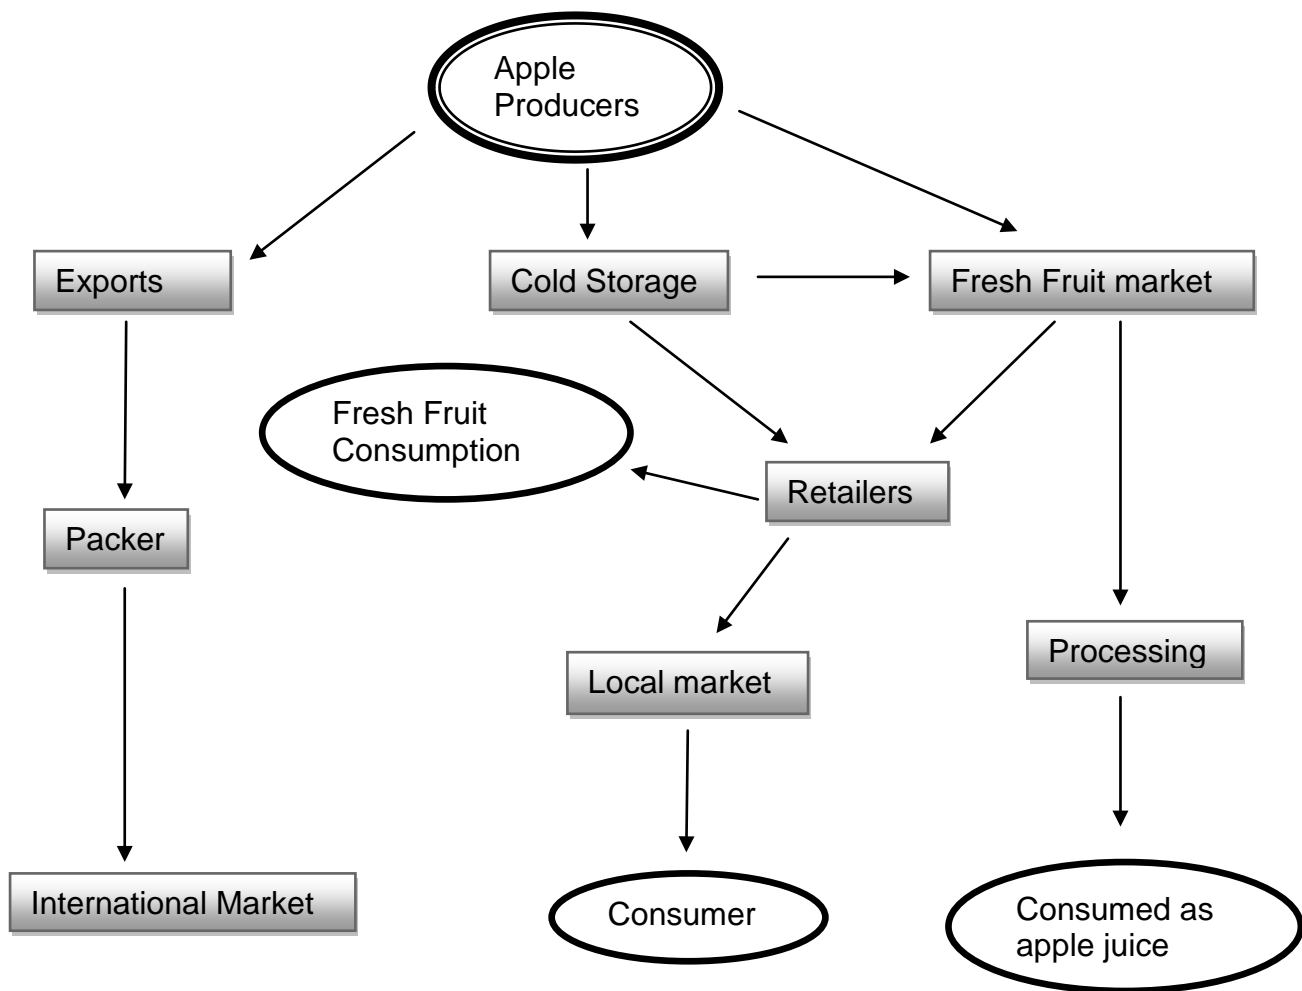 Apple
Producers
Exports
Cold Storage
Fresh Fruit market
Fresh Fruit
Consumption
Retailers
Packer
Local market
Processing
International Market
Consumer
Consumed as
apple juice